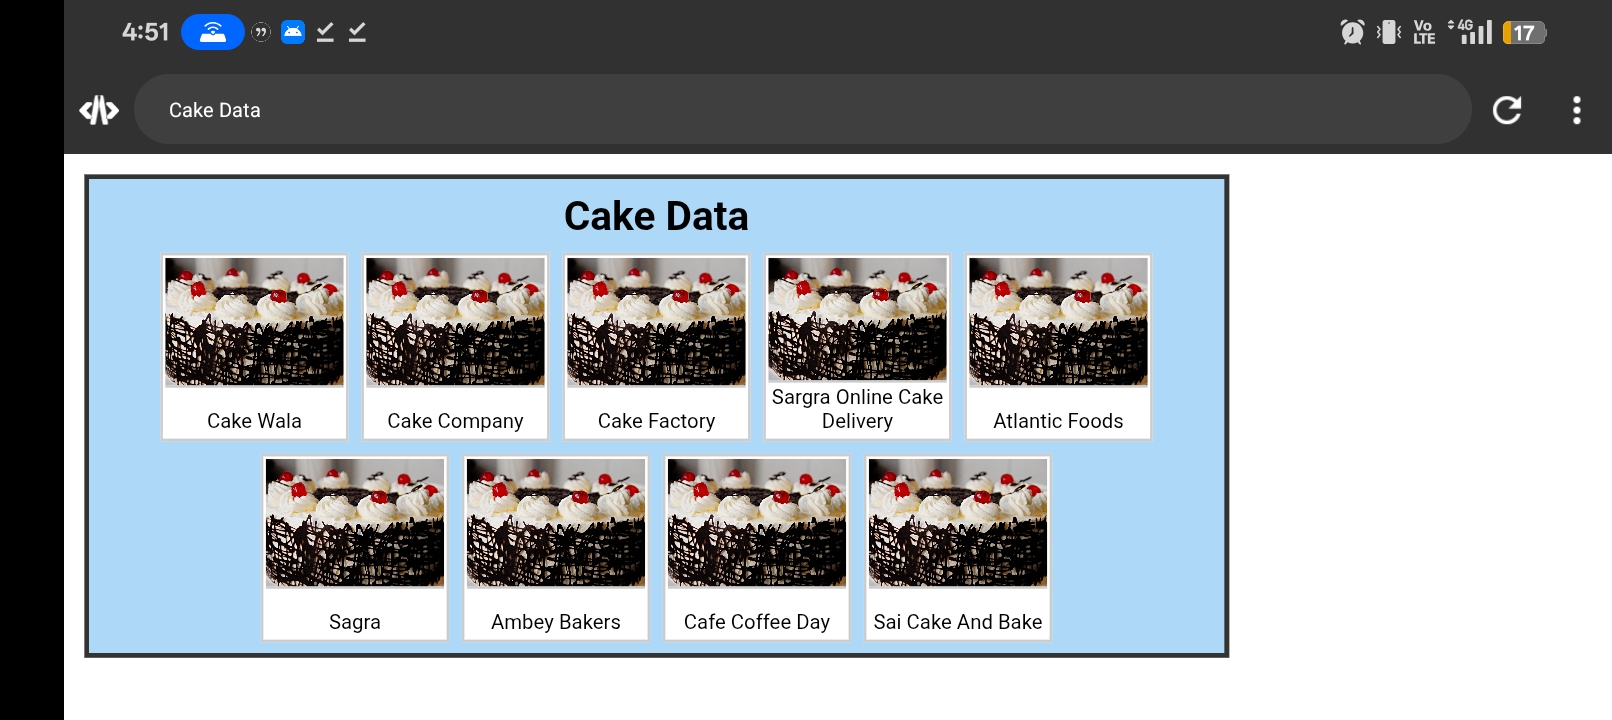 4:51
Vo
LTE
4G
17
Cake Data
Cake Data
Cake Wala
Cake Company
Cake Factory
Sargra Online Cake
Delivery
Atlantic Foods
Sagra
Ambey Bakers
Cafe Coffee Day
Sai Cake And Bake